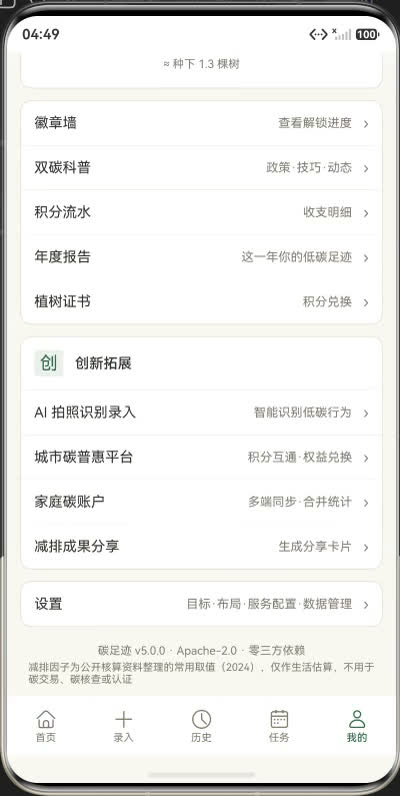 04:49
100
≈ 种下 1.3 棵树
徽章墙 查看解锁进度
双碳科普 政策·技巧·动态
积分流水 收支明细
年度报告 这一年你的低碳足迹
植树证书 积分兑换
创 创新拓展
AI 拍照识别录入 智能识别低碳行为
城市碳普惠平台 积分互通·权益兑换
家庭碳账户 多端同步·合并统计
减排成果分享 生成分享卡片
设置 目标·布局·服务配置·数据管理
碳足迹 v5.0.0 · Apache-2.0 · 零三方依赖
减排因子为公开核算资料整理的常用取值（2024），仅作生活估算，不用于
碳交易、碳核查或认证
首页 录入 历史 任务 我的